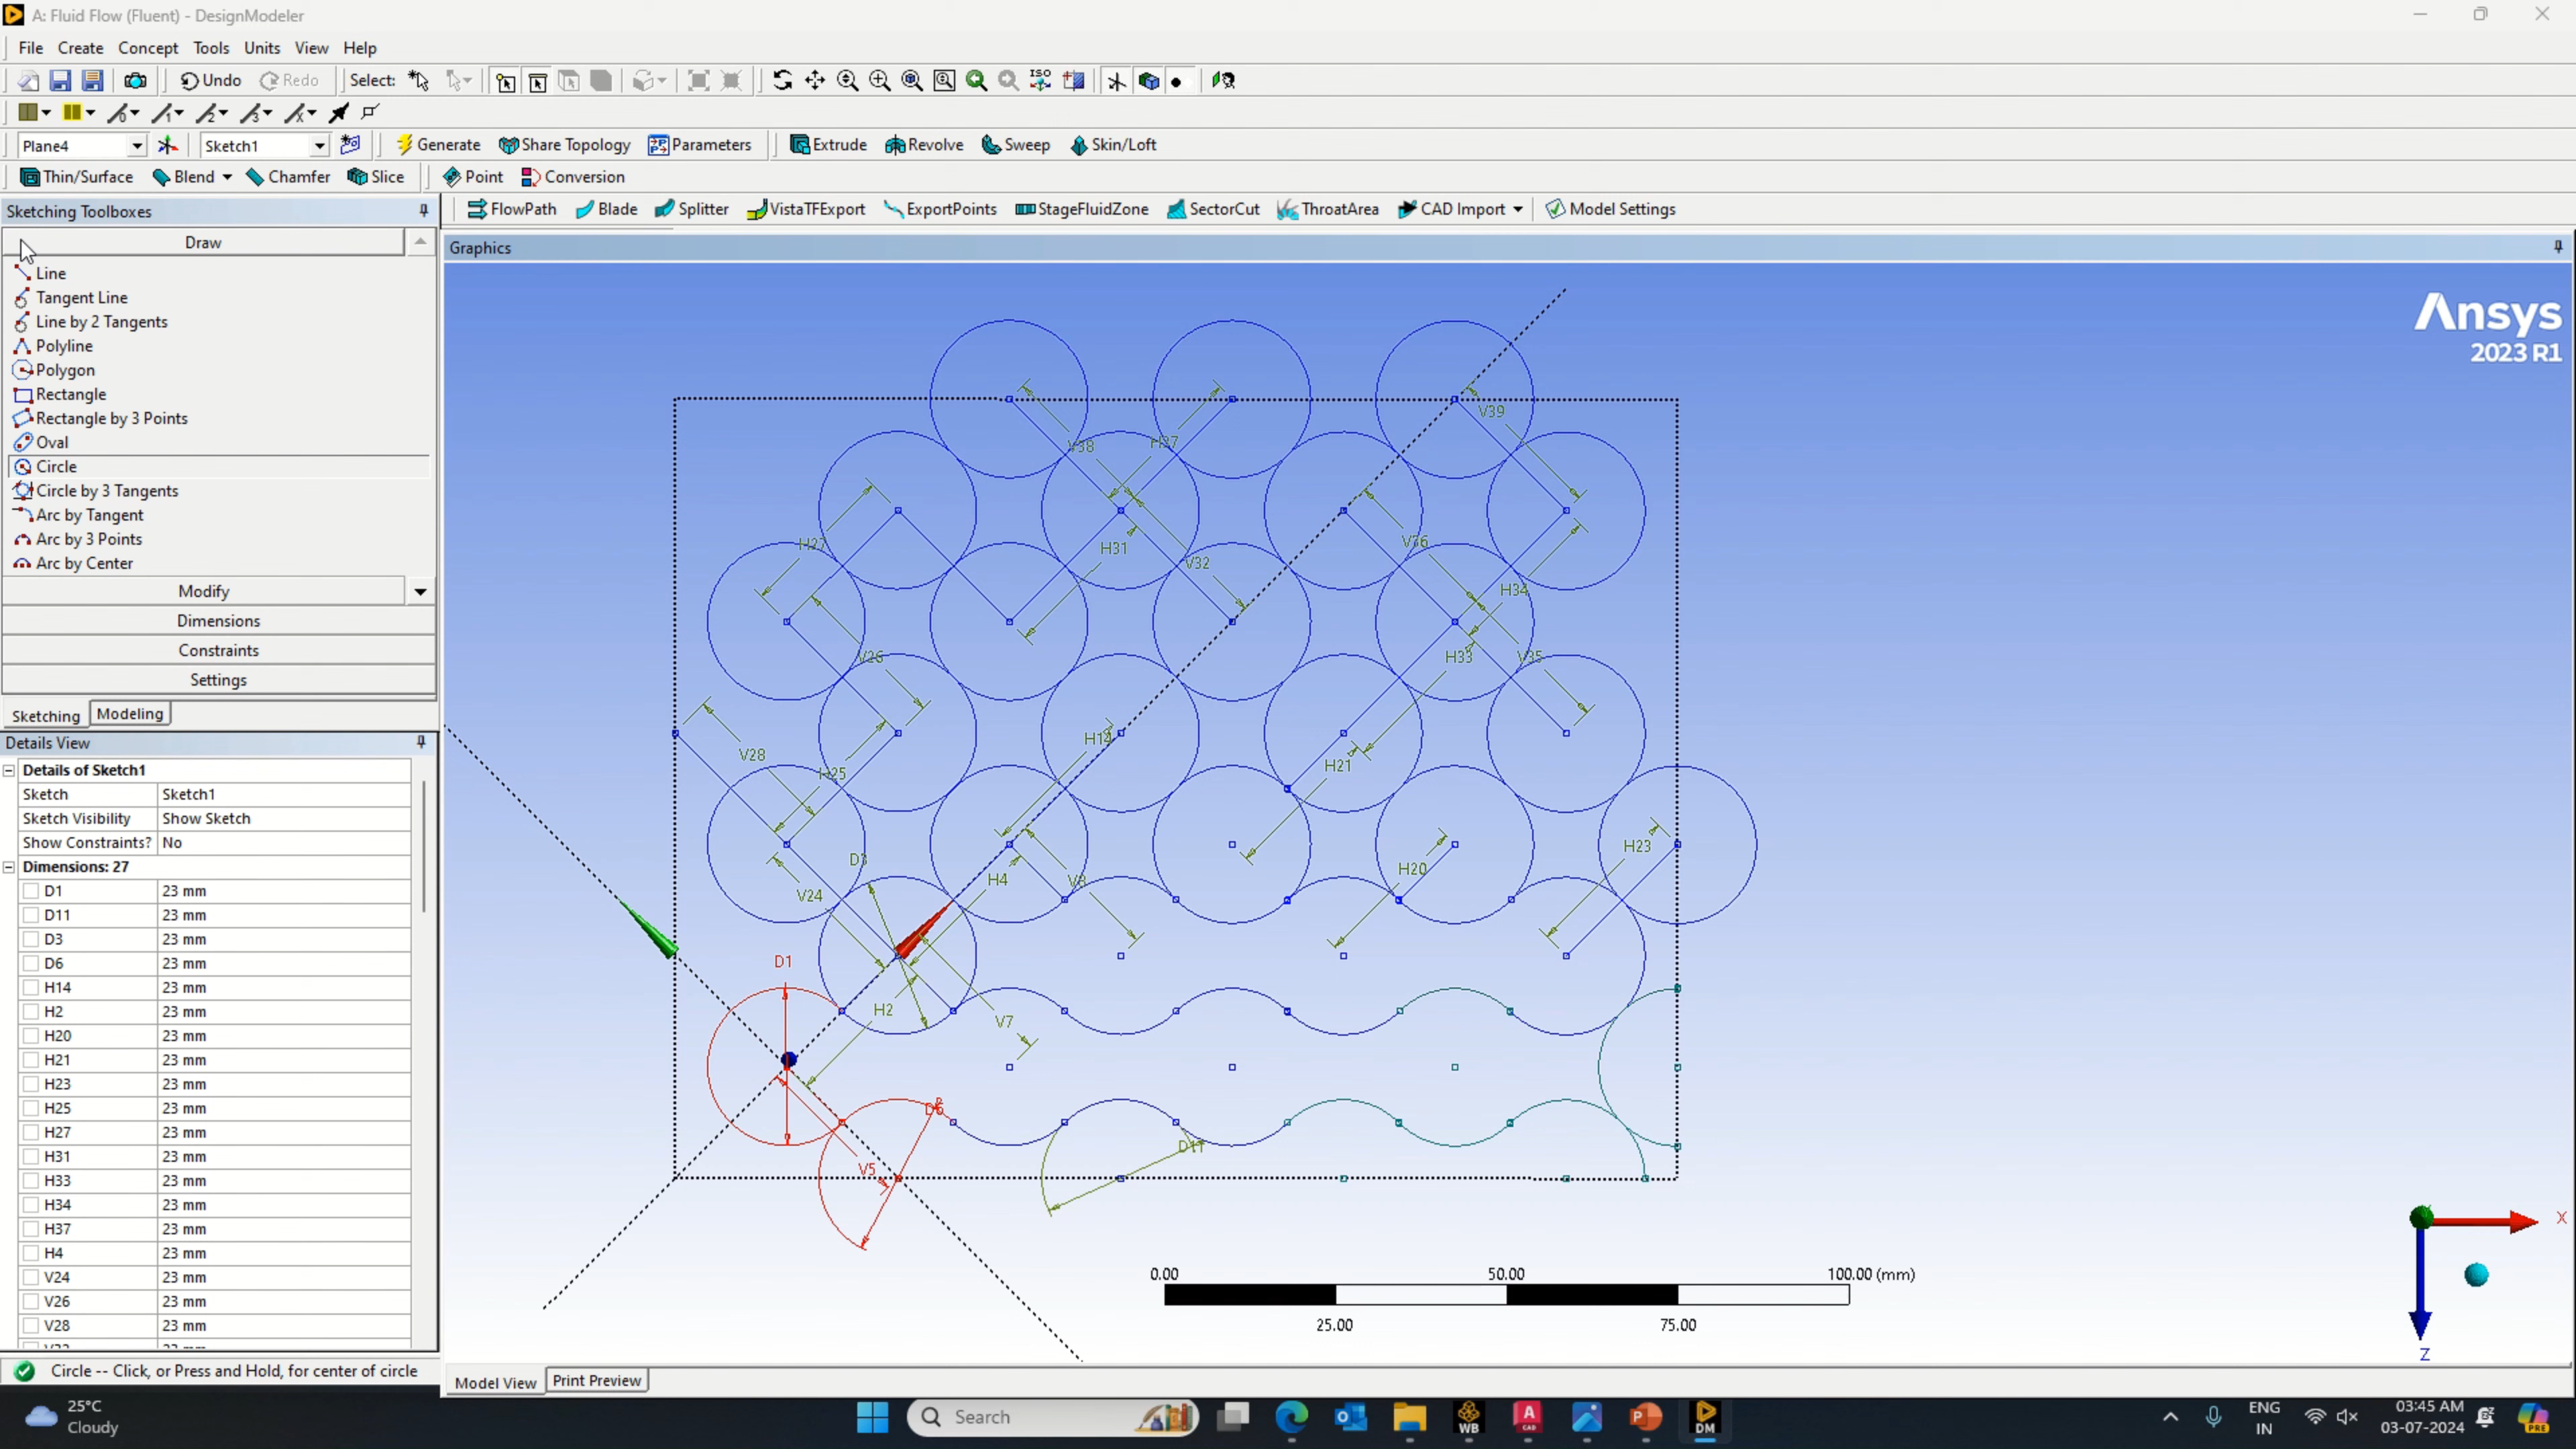 A: Fluid Flow (Fluent) - DesignModeler
File Create Concept Tools Units View Help
Undo Redo Select: ISO
Plane4 Sketch1 Generate Share Topology Parameters Extrude Revolve Sweep Skin/Loft
Thin/Surface Blend Chamfer Slice Point Conversion
FlowPath Blade Splitter VistaTFExport ExportPoints StageFluidZone SectorCut ThroatArea CAD Import Model Settings
Sketching Toolboxes
Draw
Line
Tangent Line
Line by 2 Tangents
Polyline
Polygon
Rectangle
Rectangle by 3 Points
Oval
Circle
Circle by 3 Tangents
Arc by Tangent
Arc by 3 Points
Arc by Center
Modify
Dimensions
Constraints
Settings
Sketching Modeling
Details View
Details of Sketch1
Sketch Sketch1
Sketch Visibility Show Sketch
Show Constraints? No
Dimensions: 27
D1 23 mm
D11 23 mm
D3 23 mm
D6 23 mm
H14 23 mm
H2 23 mm
H20 23 mm
H21 23 mm
H23 23 mm
H25 23 mm
H27 23 mm
H31 23 mm
H33 23 mm
H34 23 mm
H37 23 mm
H4 23 mm
V24 23 mm
V26 23 mm
V28 23 mm
Circle -- Click, or Press and Hold, for center of circle
Graphics
Ansys
2023 R1
V39
V38 H37
H27 H31 V32 V36
H34
V26 H33 V35
V28 H25 H14 H21
D3 V24 H4 V8 H20 H23
D1 H2 V7
D6
V5 D11
0.00 50.00 100.00 (mm)
25.00 75.00
X
Z
Model View Print Preview
25°C
Cloudy
Search
WB
A
CAD
P
DM
ENG
IN
03:45 AM
03-07-2024
PRE